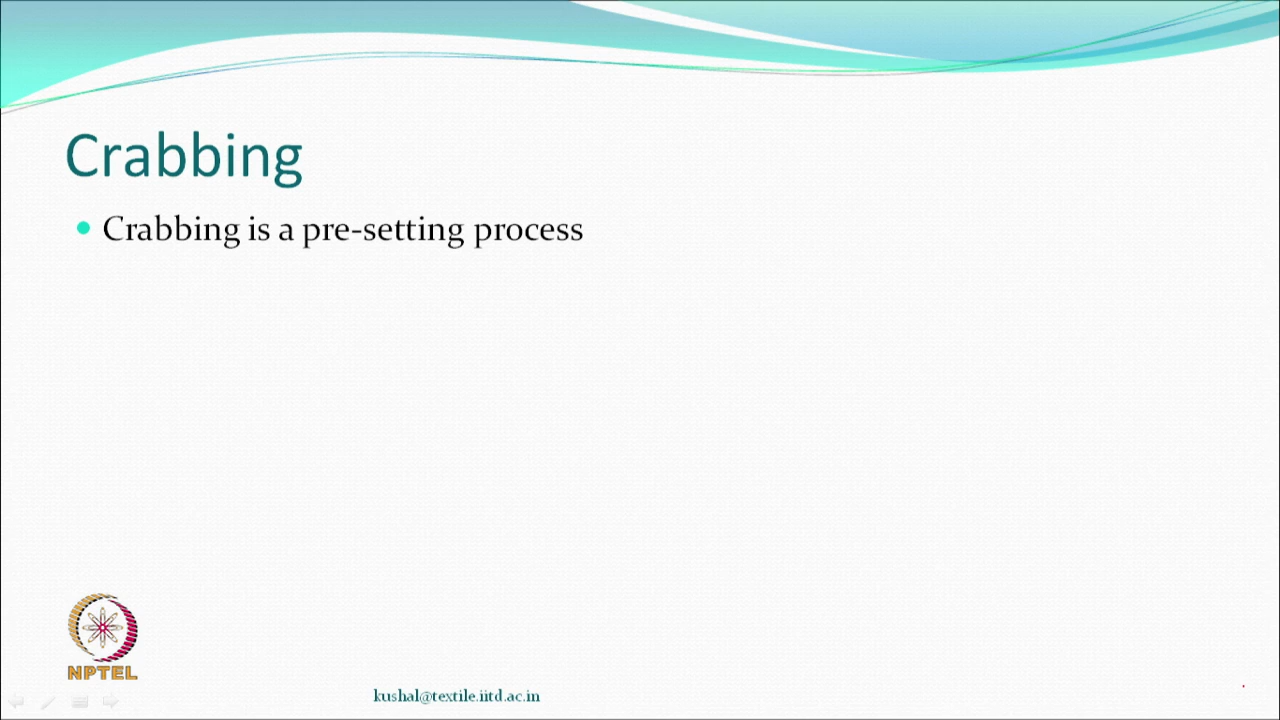 Crabbing
Crabbing is a pre-setting process
NPTEL
kushal@textile.iitd.ac.in